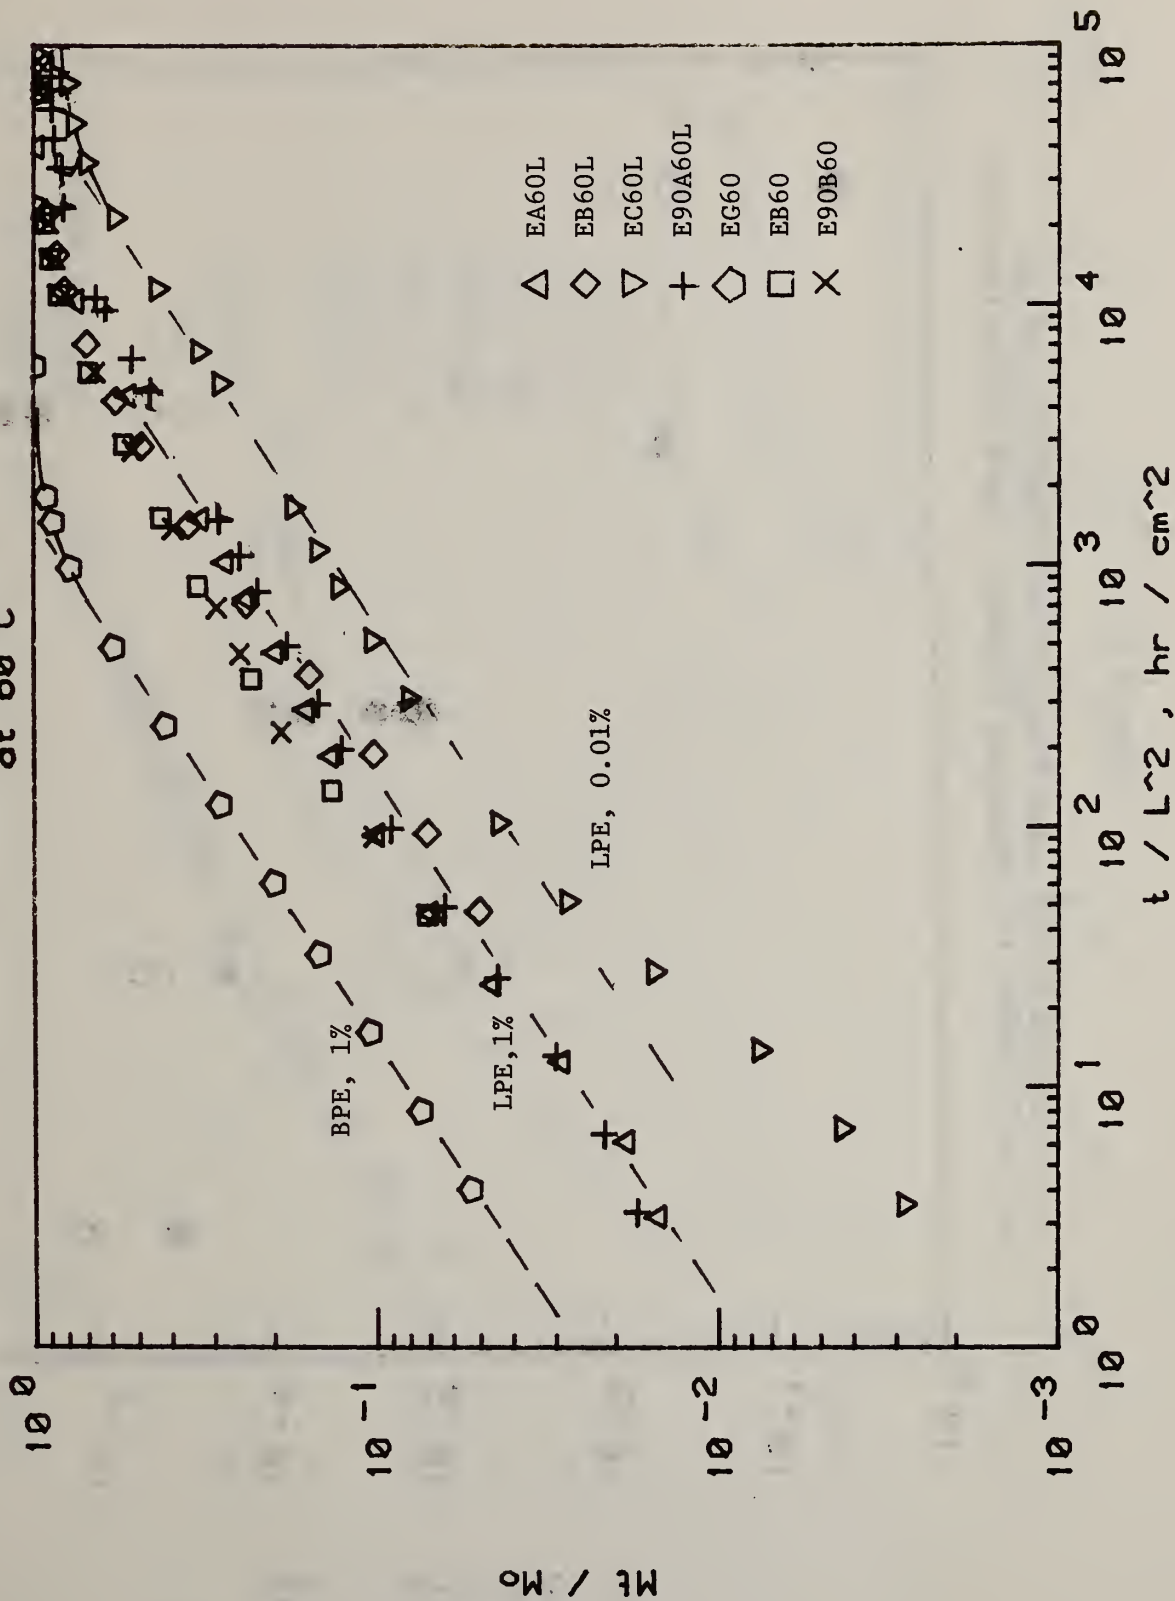 at 60 C
10 0
10 -1
10 -2
10 -3
Mt / Mo
10 0
10 1
10 2
10 3
10 4
10 5
t / L^2 , hr / cm^2
BPE, 1%
LPE,1%
LPE, 0.01%
EA60L
EB60L
EC60L
E90A60L
EG60
EB60
E90B60